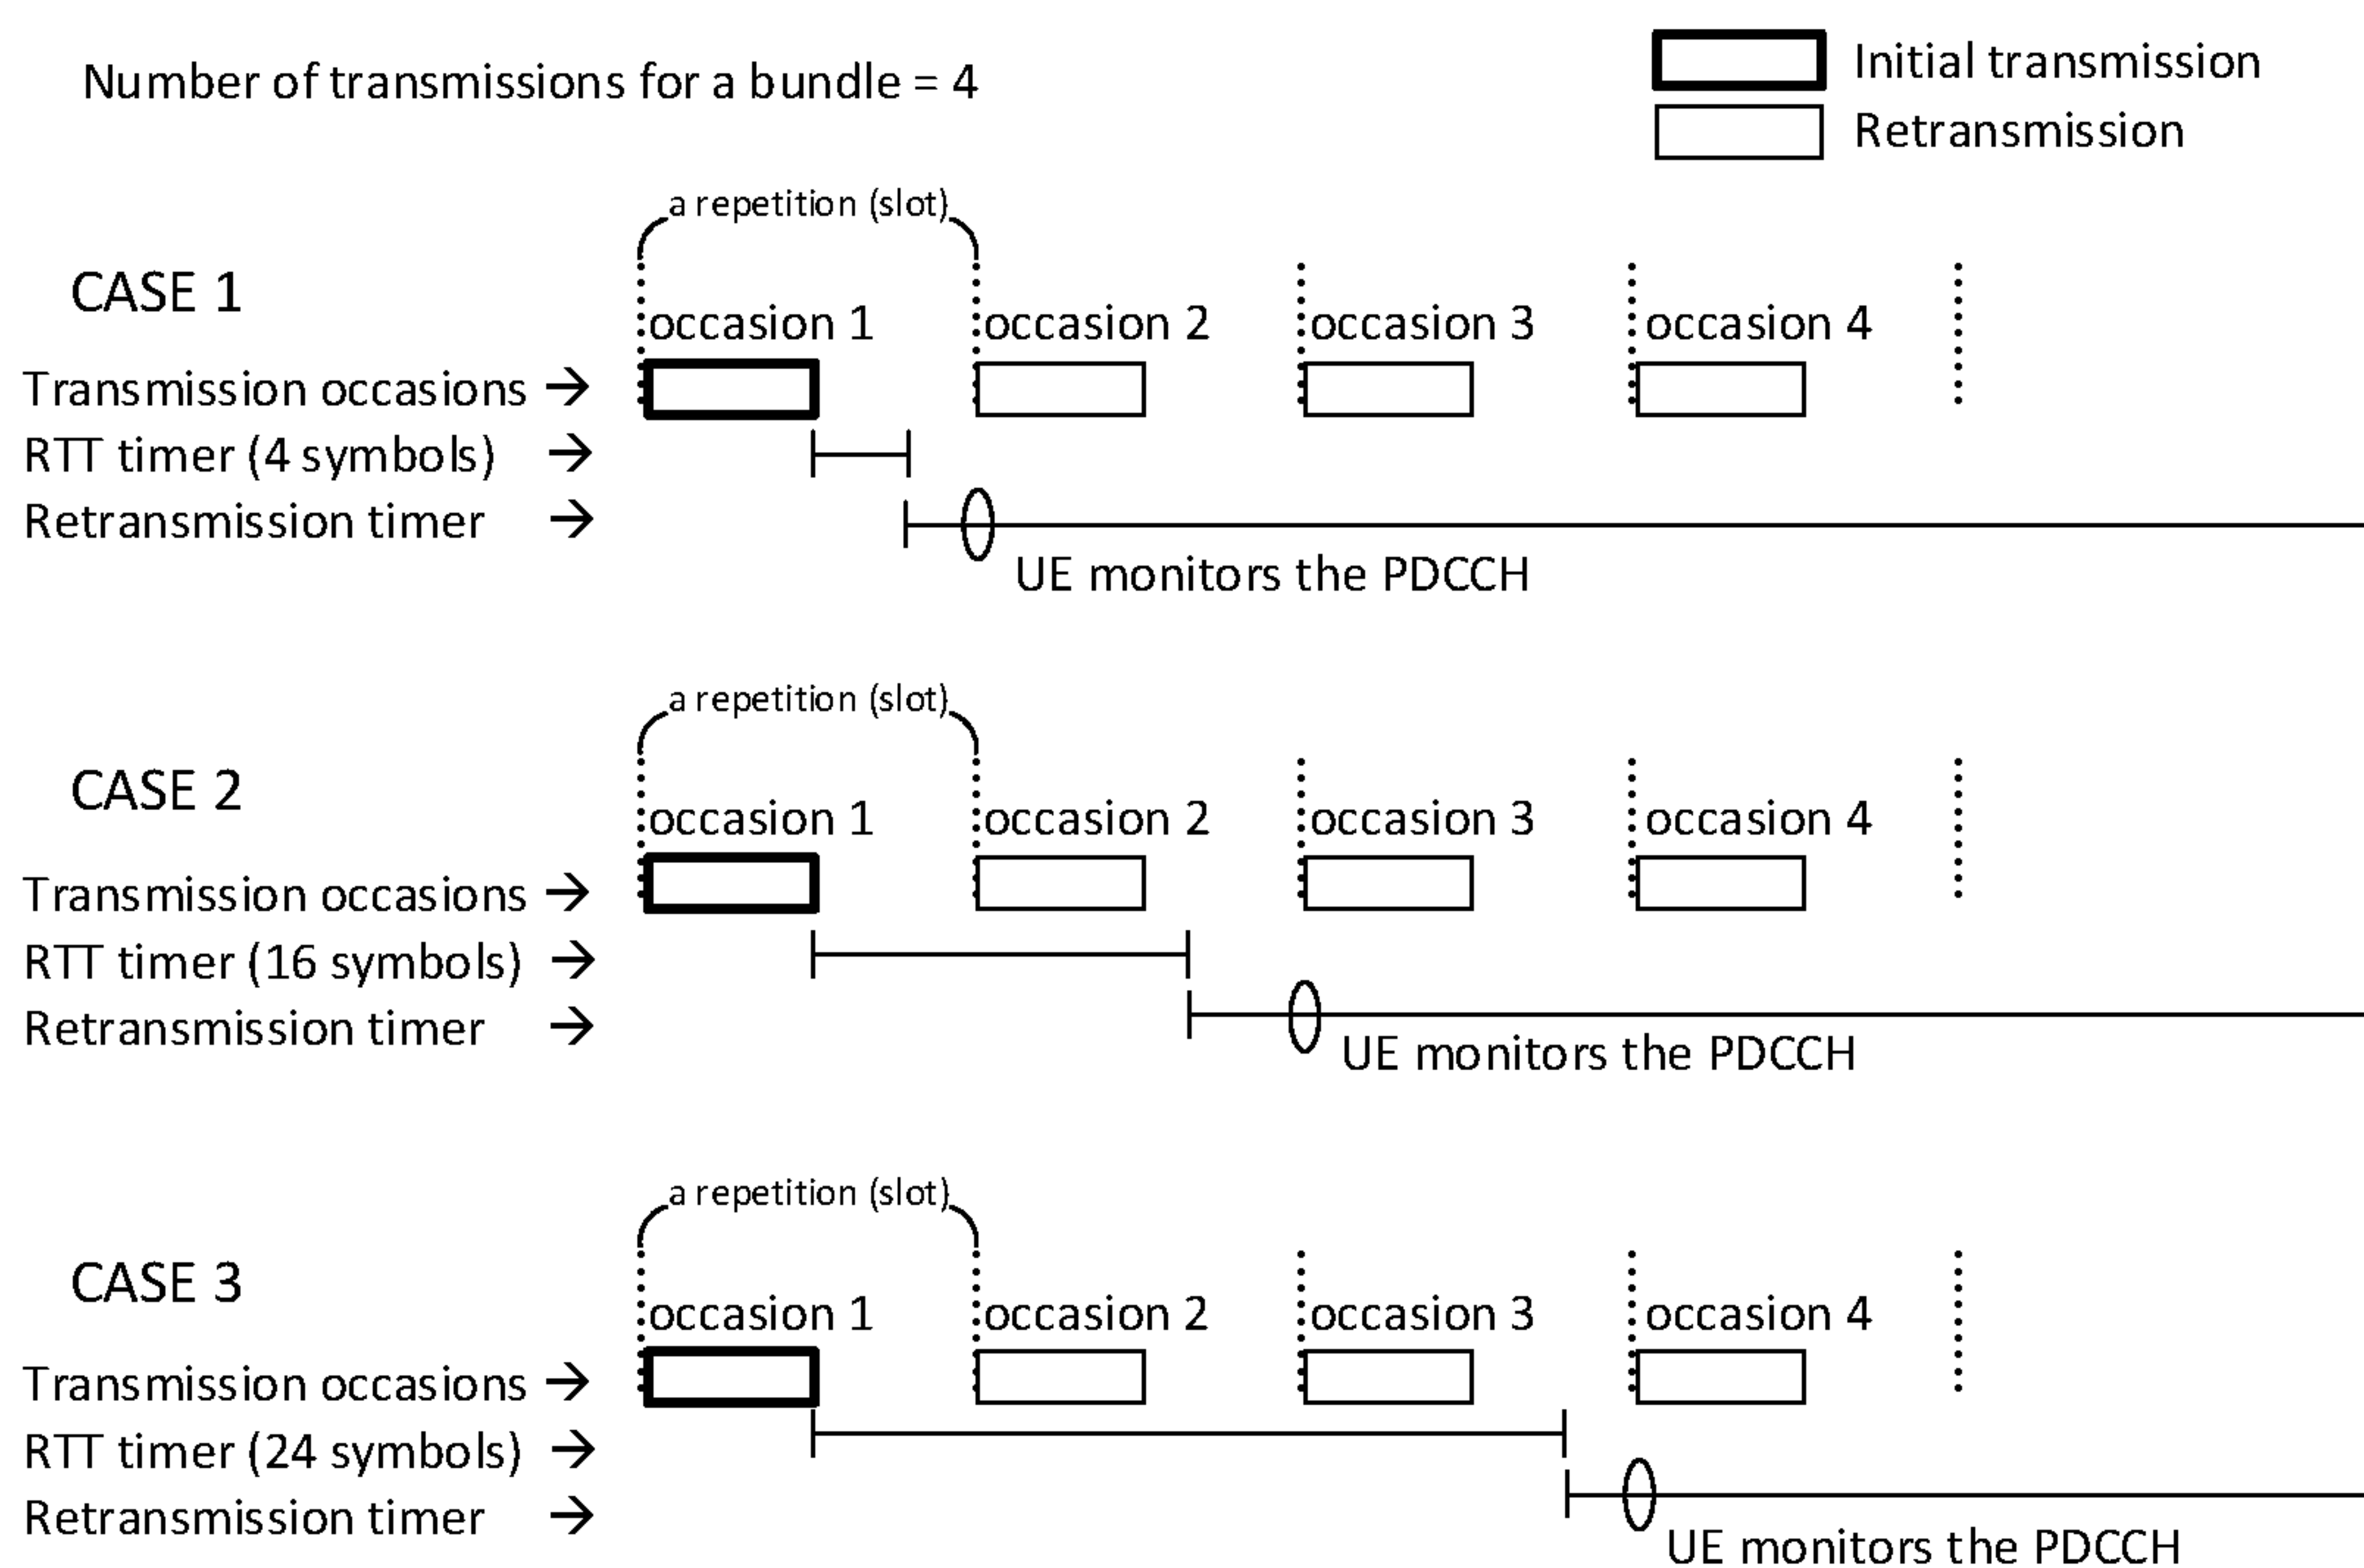 Number of transmissions for a bundle = 4
Initial transmission
Retransmission
a repetition (slot)
CASE 1
occasion 1 occasion 2 occasion 3 occasion 4
Transmission occasions →
RTT timer (4 symbols) →
Retransmission timer →
UE monitors the PDCCH
a repetition (slot)
CASE 2
occasion 1 occasion 2 occasion 3 occasion 4
Transmission occasions →
RTT timer (16 symbols) →
Retransmission timer →
UE monitors the PDCCH
a repetition (slot)
CASE 3
occasion 1 occasion 2 occasion 3 occasion 4
Transmission occasions →
RTT timer (24 symbols) →
Retransmission timer →
UE monitors the PDCCH